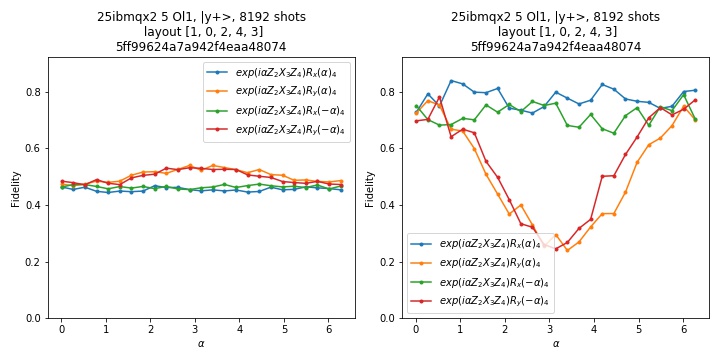 25ibmqx2 5 Ol1, |y+>, 8192 shots
layout [1, 0, 2, 4, 3]
5ff99624a7a942f4eaa48074
exp(iαZ₂X₃Z₄)Rₓ(α)₄
exp(iαZ₂X₃Z₄)R_y(α)₄
exp(iαZ₂X₃Z₄)Rₓ(−α)₄
exp(iαZ₂X₃Z₄)R_y(−α)₄
Fidelity
0.8
0.6
0.4
0.2
0.0
0 1 2 3 4 5 6
α
25ibmqx2 5 Ol1, |y+>, 8192 shots
layout [1, 0, 2, 4, 3]
5ff99624a7a942f4eaa48074
Fidelity
0.8
0.6
0.4
0.2
0.0
exp(iαZ₂X₃Z₄)Rₓ(α)₄
exp(iαZ₂X₃Z₄)R_y(α)₄
exp(iαZ₂X₃Z₄)Rₓ(−α)₄
exp(iαZ₂X₃Z₄)R_y(−α)₄
0 1 2 3 4 5 6
α